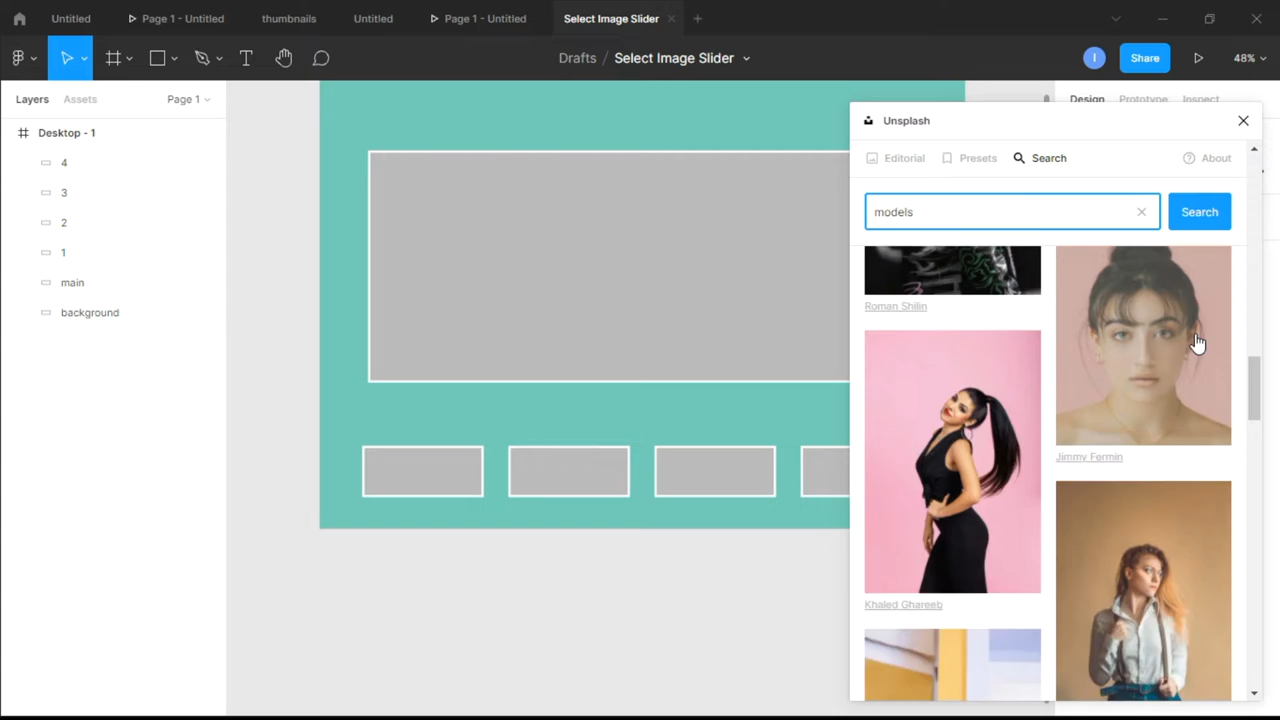 Untitled
Page 1 - Untitled
thumbnails
Untitled
Page 1 - Untitled
Select Image Slider
Drafts / Select Image Slider
I
Share
48%
Layers
Assets
Page 1
Design
Prototype
Inspect
Desktop - 1
4
3
2
1
main
background
Unsplash
Editorial
Presets
Search
About
models
Search
Roman Shilin
Jimmy Fermin
Khaled Ghareeb